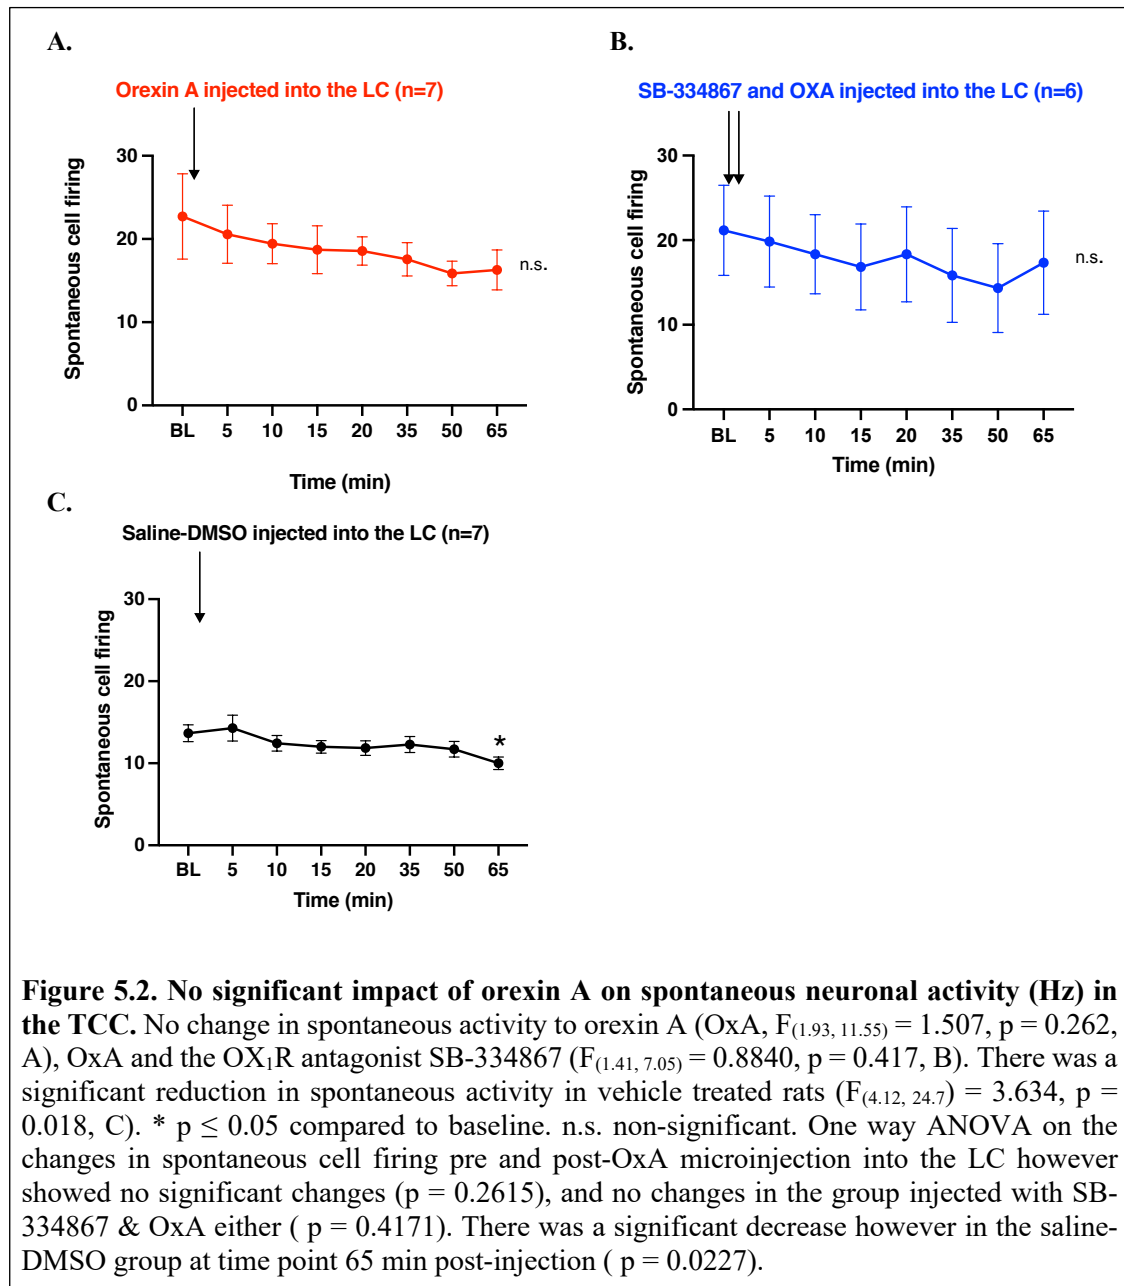 A.
Orexin A injected into the LC (n=7)
Spontaneous cell firing
30
20
10
0
n.s.
BL 5 10 15 20 35 50 65
Time (min)
B.
SB-334867 and OXA injected into the LC (n=6)
Spontaneous cell firing
30
20
10
0
n.s.
BL 5 10 15 20 35 50 65
Time (min)
C.
Saline-DMSO injected into the LC (n=7)
Spontaneous cell firing
30
20
10
0
*
BL 5 10 15 20 35 50 65
Time (min)
Figure 5.2. No significant impact of orexin A on spontaneous neuronal activity (Hz) in
the TCC. No change in spontaneous activity to orexin A (OxA, F(1.93, 11.55) = 1.507, p = 0.262,
A), OxA and the OX₁R antagonist SB-334867 (F(1.41, 7.05) = 0.8840, p = 0.417, B). There was a
significant reduction in spontaneous activity in vehicle treated rats (F(4.12, 24.7) = 3.634, p =
0.018, C). * p ≤ 0.05 compared to baseline. n.s. non-significant. One way ANOVA on the
changes in spontaneous cell firing pre and post-OxA microinjection into the LC however
showed no significant changes (p = 0.2615), and no changes in the group injected with SB-
334867 & OxA either ( p = 0.4171). There was a significant decrease however in the saline-
DMSO group at time point 65 min post-injection ( p = 0.0227).